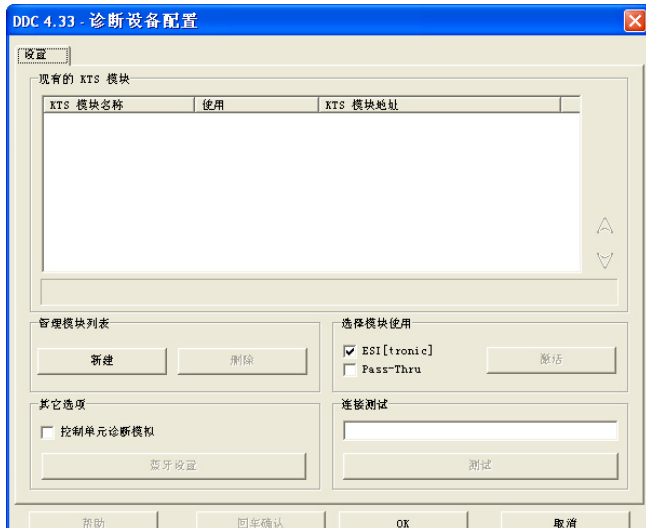 DDC 4.33 - 诊断设备配置
设置
现有的 KTS 模块
KTS 模块名称 使用 KTS 模块地址
管理模块列表
新建 删除
选择模块使用
ESI[tronic]
Pass-Thru
激活
其它选项
控制单元诊断模拟
蓝牙设置
连接测试
测试
帮助 回车确认 OK 取消